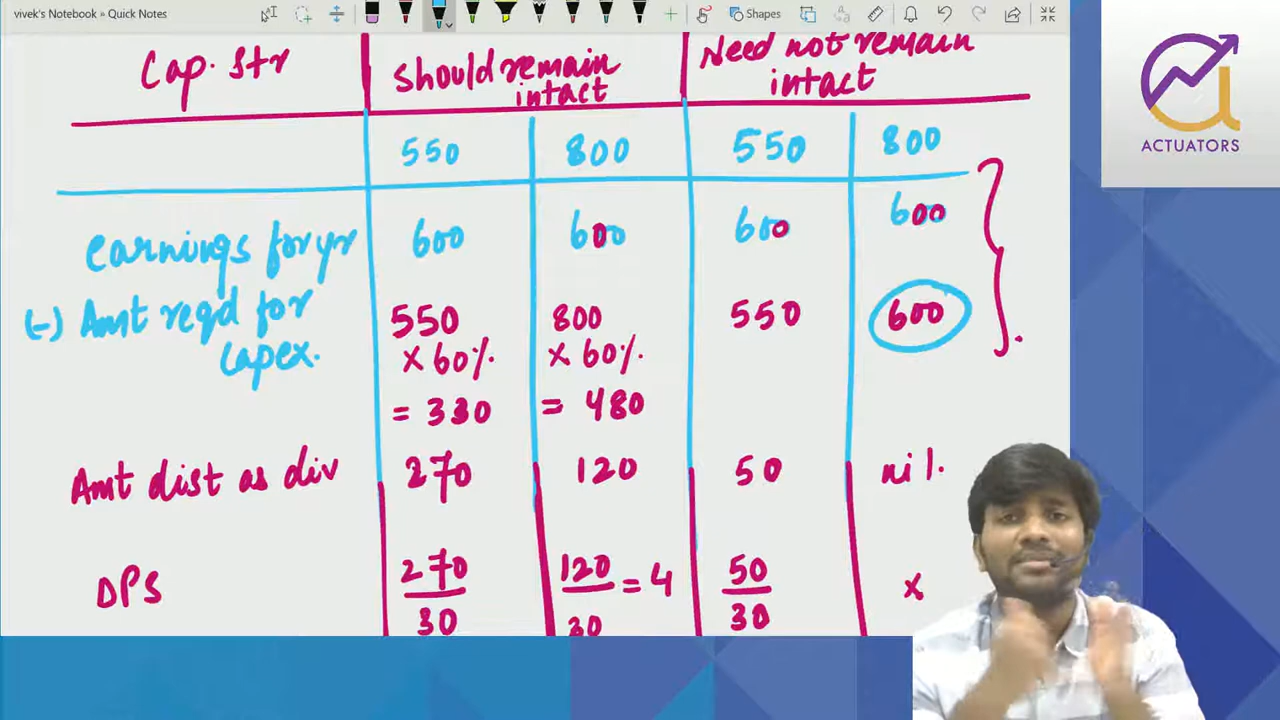 vivek's Notebook » Quick Notes
Shapes
ACTUATORS
Cap. Str
Should remain intact
Need not remain intact
550 800 550 800
earnings for yr 600 600 600 600
(-) Amt reqd for capex. 550 800 550 600
x 60% x 60%
= 330 = 480
Amt dist as div 270 120 50 nil.
DPS 270/30 120/30 = 4 50/30 x